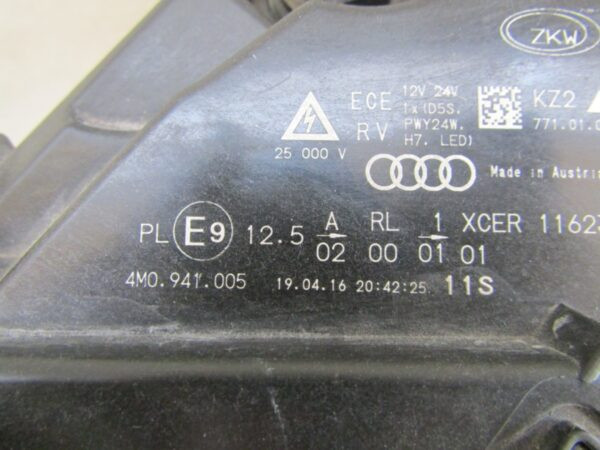 ZKW
ECE
RV
12V 24V
1x(D5S,
PWY24W,
H7, LED)
KZ2
771.01.0
25 000 V
Made in Austri
PL E9 12.5 A RL 1 XCER 1162
02 00 01 01
4M0.941.005 19.04.16 20:42:25 11S